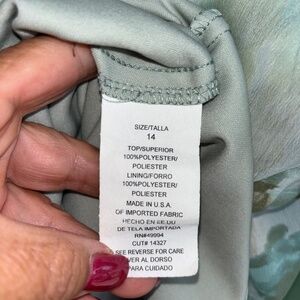 SIZE/TALLA
14
TOP/SUPERIOR
100%POLYESTER/
POLIESTER
LINING/FORRO
100%POLYESTER/
POLIESTER
MADE IN U.S.A.
OF IMPORTED FABRIC
HECHO EN EE.UU
DE TELA IMPORTADA
RN#49994
CUT# 14327
SEE REVERSE FOR CARE
VER AL DORSO
PARA CUIDADO